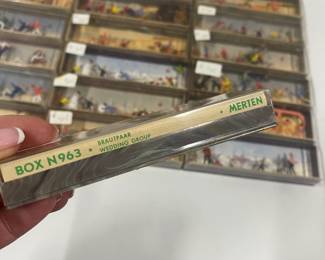 BOX N963 • BRAUTPAAR • MERTEN
WEDDING GROUP